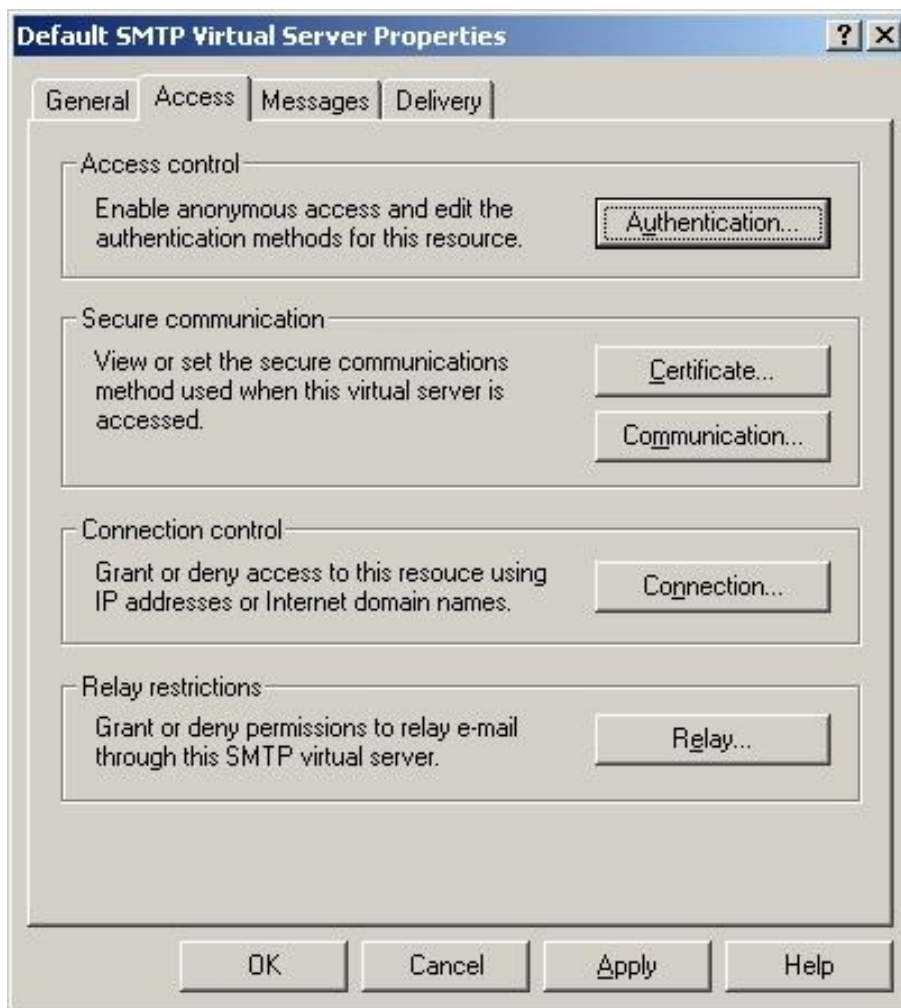 Default SMTP Virtual Server Properties
General Access Messages Delivery
Access control
Enable anonymous access and edit the
authentication methods for this resource.
Authentication...
Secure communication
View or set the secure communications
method used when this virtual server is
accessed.
Certificate...
Communication...
Connection control
Grant or deny access to this resouce using
IP addresses or Internet domain names.
Connection...
Relay restrictions
Grant or deny permissions to relay e-mail
through this SMTP virtual server.
Relay...
OK Cancel Apply Help